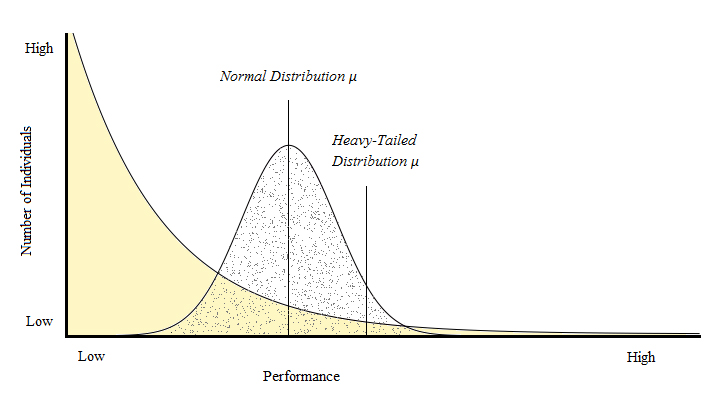 High
Normal Distribution μ
Heavy-Tailed
Distribution μ
Number of Individuals
Low
Low
High
Performance